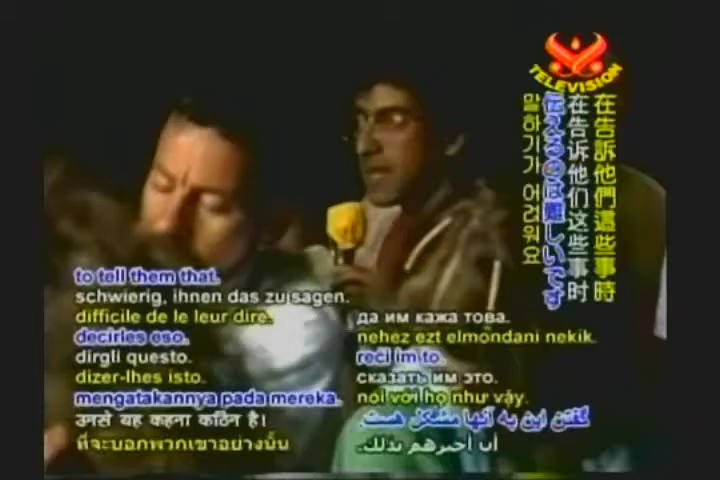 TELEVISION
在告訴他們這些事時
在告诉他们这些事时
伝えるのは難しいです
말하기가 어려워요
to tell them that.
schwierig, ihnen das zu sagen.
difficile de le leur dire.
decirles eso.
dirgli questo.
dizer-lhes isto.
mengatakannya pada mereka.
उनसे यह कहना कठिन है।
ที่จะบอกพวกเขาอย่างนั้น
да им кажа това.
nehéz ezt elmondani nekik.
reći im to.
сказать им это.
nói với họ như vậy.
گفتن این به آنها مشکل هست.
أن أخبرهم بذلك.